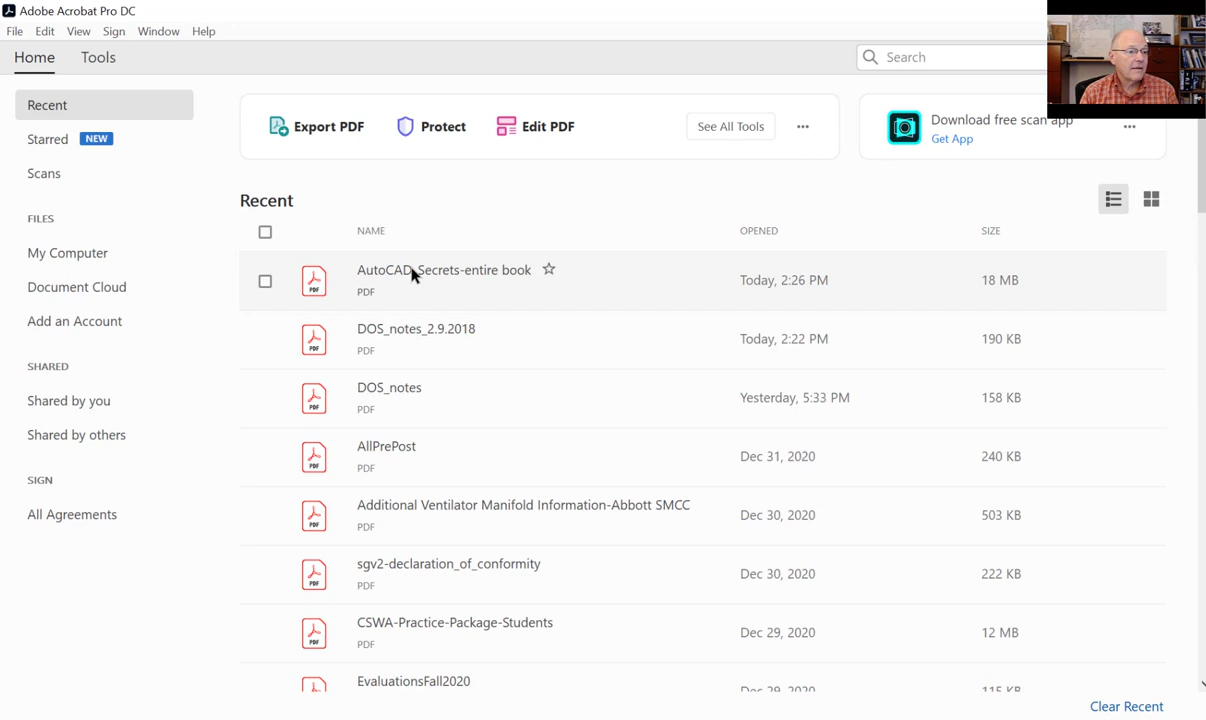 Adobe Acrobat Pro DC
File Edit View Sign Window Help
Home Tools Search
Recent
Starred NEW
Scans
FILES
My Computer
Document Cloud
Add an Account
SHARED
Shared by you
Shared by others
SIGN
All Agreements
Export PDF Protect Edit PDF See All Tools
Download free scan app
Get App
Recent
NAME OPENED SIZE
AutoCAD_Secrets-entire book Today, 2:26 PM 18 MB
PDF
DOS_notes_2.9.2018 Today, 2:22 PM 190 KB
PDF
DOS_notes Yesterday, 5:33 PM 158 KB
PDF
AllPrePost Dec 31, 2020 240 KB
PDF
Additional Ventilator Manifold Information-Abbott SMCC Dec 30, 2020 503 KB
PDF
sgv2-declaration_of_conformity Dec 30, 2020 222 KB
PDF
CSWA-Practice-Package-Students Dec 29, 2020 12 MB
PDF
EvaluationsFall2020 Dec 29, 2020 115 KB
Clear Recent